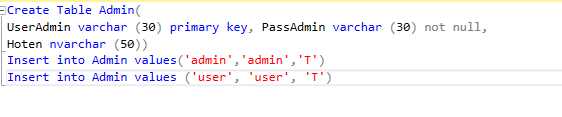 Create Table Admin(
UserAdmin varchar (30) primary key, PassAdmin varchar (30) not null,
Hoten nvarchar (50))
Insert into Admin values('admin','admin','T')
Insert into Admin values ('user', 'user', 'T')